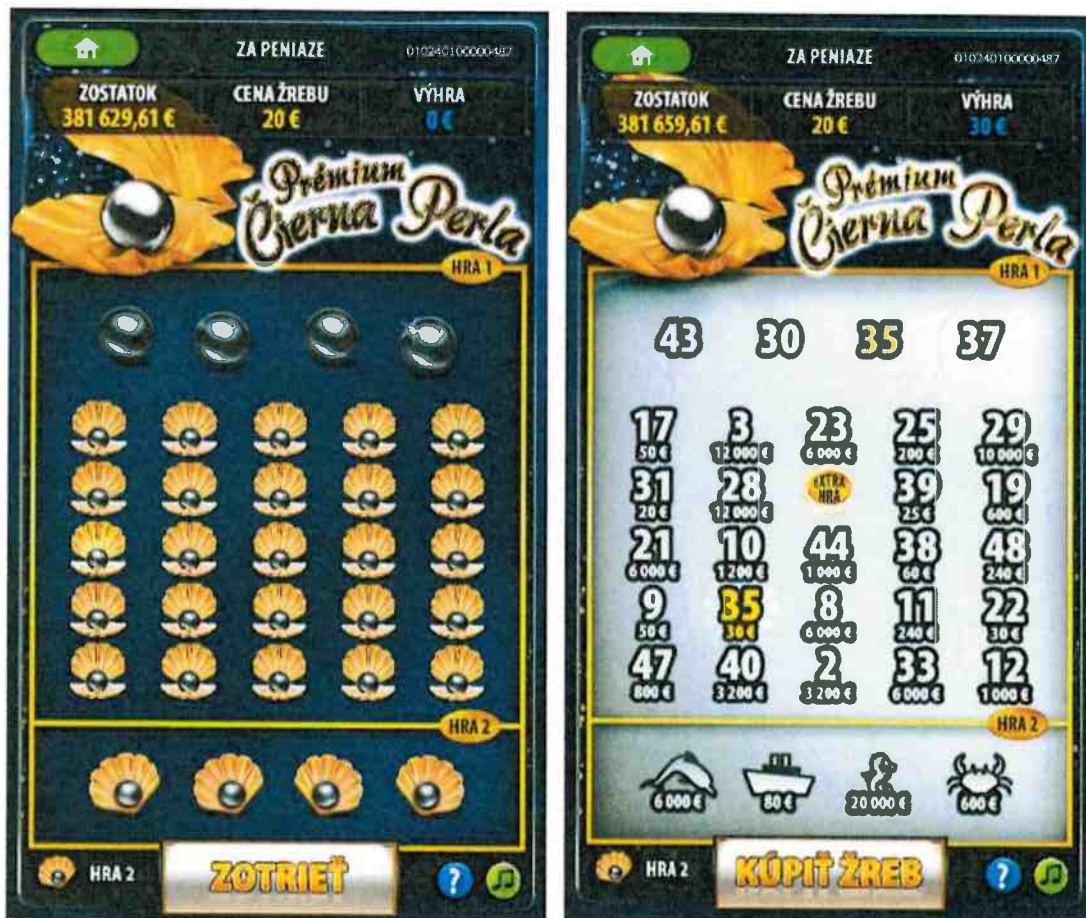 ZA PENIAZE
010240100000487
ZOSTATOK CENA ŽREBU VÝHRA
381 629,61 € 20 € 0 €
Prémium
Čierna Perla
HRA 1
HRA 2
HRA 2 ZOTRIEŤ ?
ZA PENIAZE
010240100000487
ZOSTATOK CENA ŽREBU VÝHRA
381 659,61 € 20 € 30 €
Prémium
Čierna Perla
HRA 1
43 30 35 37
17 3 23 25 29
50 € 12 000 € 6 000 € 200 € 10 000 €
31 28 EXTRA HRA 39 19
20 € 12 000 € 25 € 600 €
21 10 44 38 48
6 000 € 1 200 € 1 000 € 60 € 240 €
9 35 8 11 22
50 € 30 € 6 000 € 240 € 30 €
47 40 2 33 12
800 € 3 200 € 3 200 € 6 000 € 1 000 €
HRA 2
6 000 € 80 € 20 000 € 600 €
HRA 2 KÚPIŤ ŽREB ?